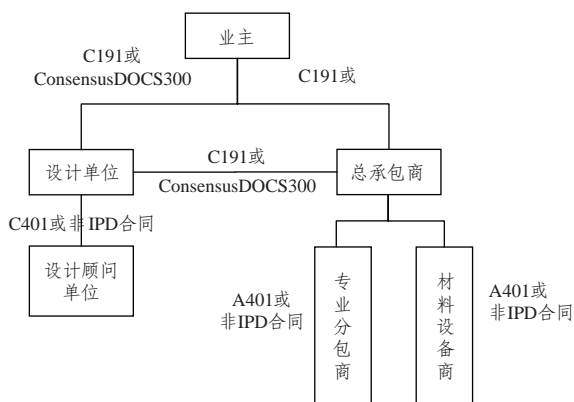 业主
C191或
ConsensusDOCS300
C191或
设计单位
C191或
ConsensusDOCS300
总承包商
C401或非IPD合同
设计顾问
单位
A401或
非IPD合同
专业分包商
材料设备商
A401或
非IPD合同